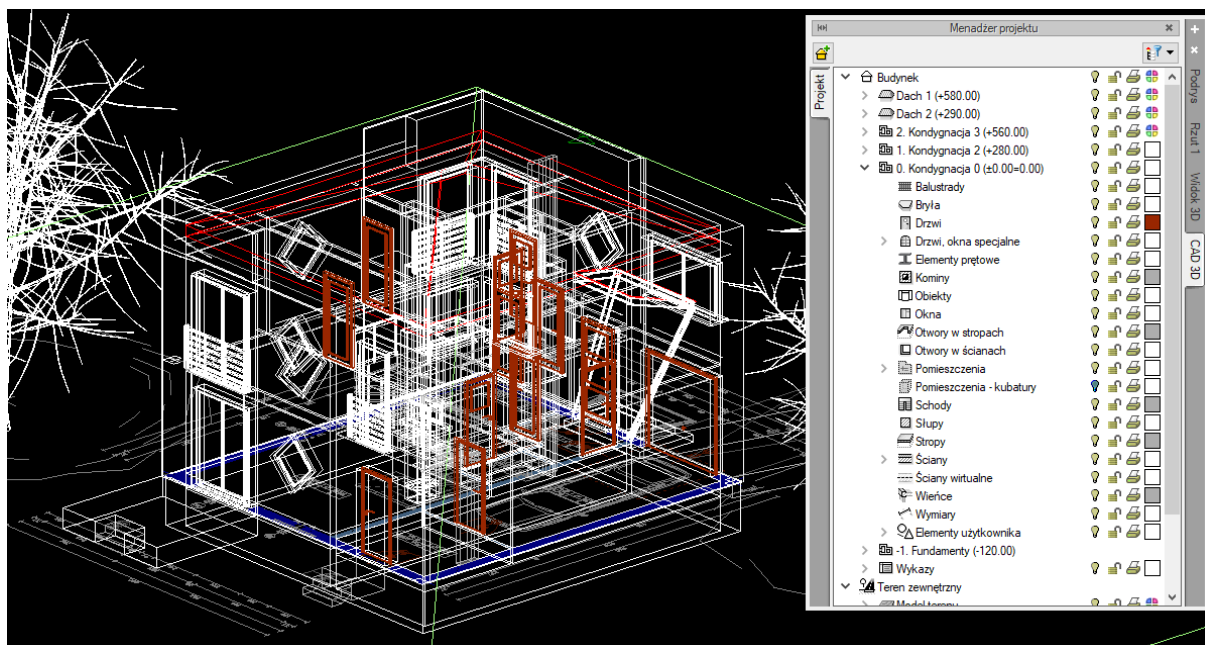 Menadżer projektu
Projekt
Budynek
Dach 1 (+580.00)
Dach 2 (+290.00)
2. Kondygnacja 3 (+560.00)
1. Kondygnacja 2 (+280.00)
0. Kondygnacja 0 (±0.00=0.00)
Balustrady
Bryła
Drzwi
Drzwi, okna specjalne
Elementy prętowe
Kominy
Obiekty
Okna
Otwory w stropach
Otwory w ścianach
Pomieszczenia
Pomieszczenia - kubatury
Schody
Słupy
Stropy
Ściany
Ściany wirtualne
Wieńce
Wymiary
Elementy użytkownika
-1. Fundamenty (-120.00)
Wykazy
Teren zewnętrzny
Model terenu
Podrys
Rzut 1
Widok 3D
CAD 3D